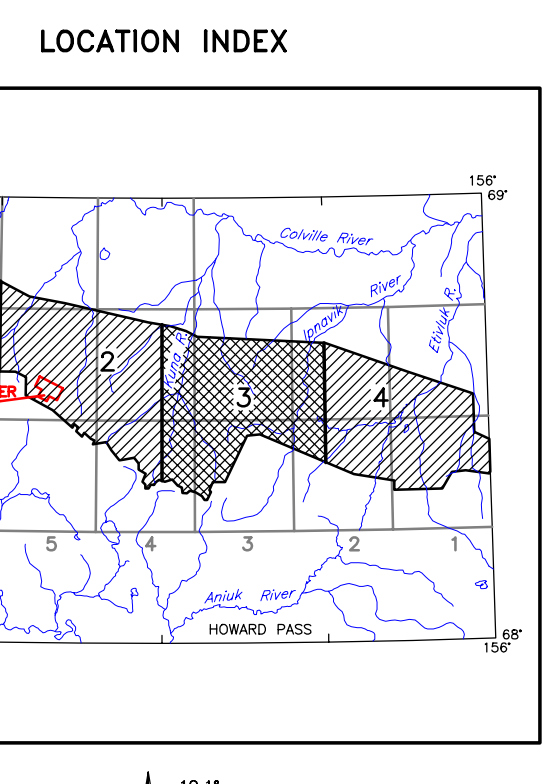 LOCATION INDEX
156°
69°
Colville River
Ipnavik River
Etivluk R.
Kuna R.
2
3
4
ER
5 4 3 2 1
Aniuk River
HOWARD PASS
68°
156°